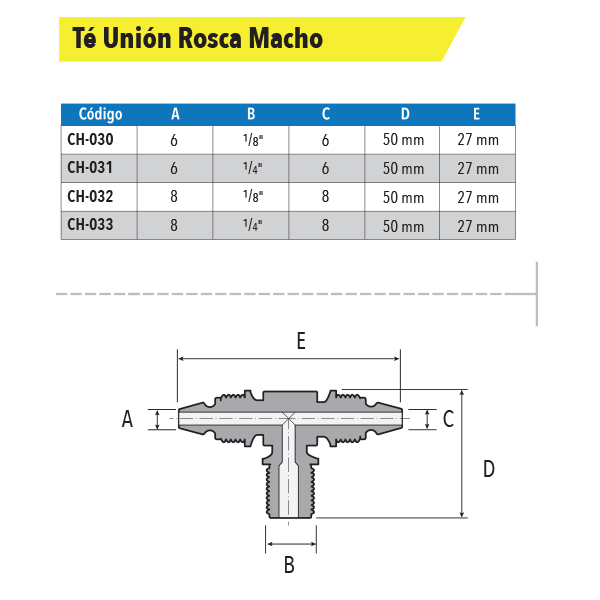 Té Unión Rosca Macho
Código A B C D E
CH-030 6 1/8" 6 50 mm 27 mm
CH-031 6 1/4" 6 50 mm 27 mm
CH-032 8 1/8" 8 50 mm 27 mm
CH-033 8 1/4" 8 50 mm 27 mm
E
A
C
D
B